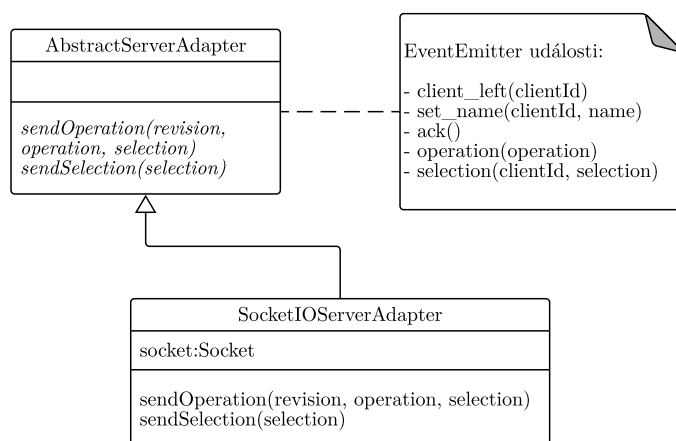 AbstractServerAdapter
sendOperation(revision,
operation, selection)
sendSelection(selection)
EventEmitter události:
- client_left(clientId)
- set_name(clientId, name)
- ack()
- operation(operation)
- selection(clientId, selection)
SocketIOServerAdapter
socket:Socket
sendOperation(revision, operation, selection)
sendSelection(selection)